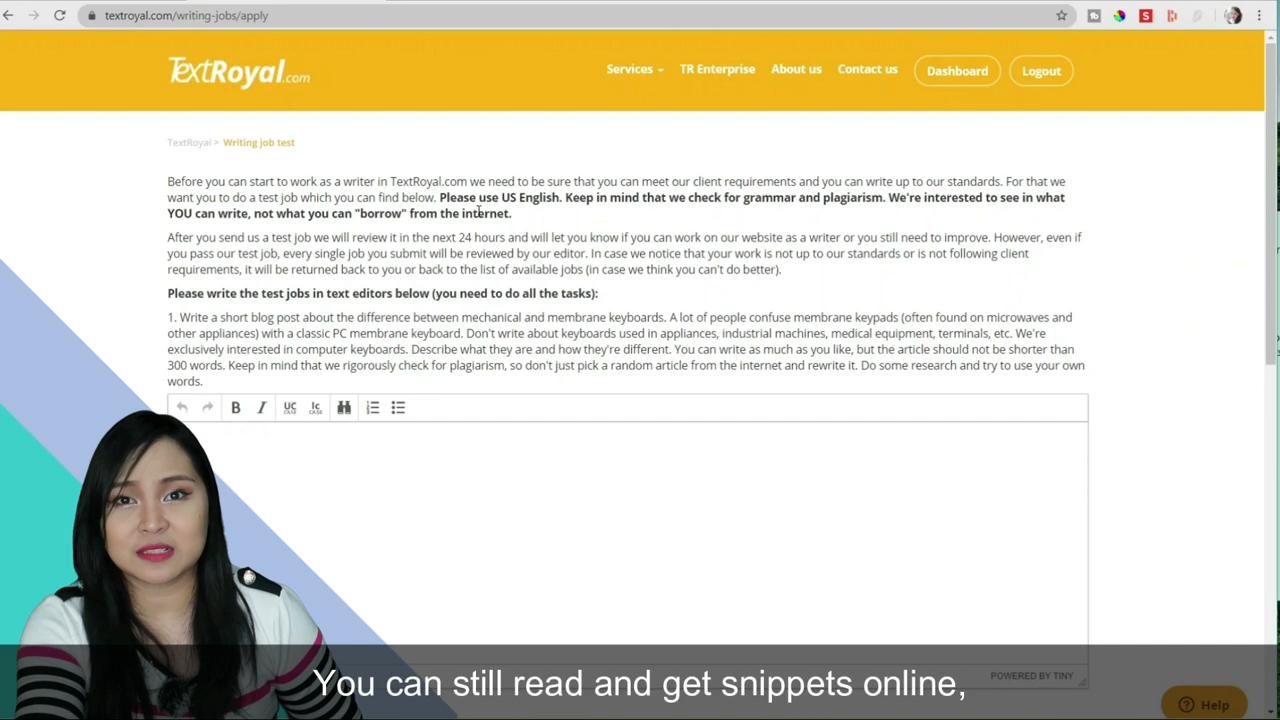 textroyal.com/writing-jobs/apply
TextRoyal.com
Services
TR Enterprise
About us
Contact us
Dashboard
Logout
TextRoyal > Writing job test
Before you can start to work as a writer in TextRoyal.com we need to be sure that you can meet our client requirements and you can write up to our standards. For that we
want you to do a test job which you can find below. Please use US English. Keep in mind that we check for grammar and plagiarism. We're interested to see in what
YOU can write, not what you can "borrow" from the internet.
After you send us a test job we will review it in the next 24 hours and will let you know if you can work on our website as a writer or you still need to improve. However, even if
you pass our test job, every single job you submit will be reviewed by our editor. In case we notice that your work is not up to our standards or is not following client
requirements, it will be returned back to you or back to the list of available jobs (in case we think you can't do better).
Please write the test jobs in text editors below (you need to do all the tasks):
1. Write a short blog post about the difference between mechanical and membrane keyboards. A lot of people confuse membrane keypads (often found on microwaves and
other appliances) with a classic PC membrane keyboard. Don't write about keyboards used in appliances, industrial machines, medical equipment, terminals, etc. We're
exclusively interested in computer keyboards. Describe what they are and how they're different. You can write as much as you like, but the article should not be shorter than
300 words. Keep in mind that we rigorously check for plagiarism, so don't just pick a random article from the internet and rewrite it. Do some research and try to use your own
words.
B I UC CASE lc CASE
POWERED BY TINY
You can still read and get snippets online,
Help